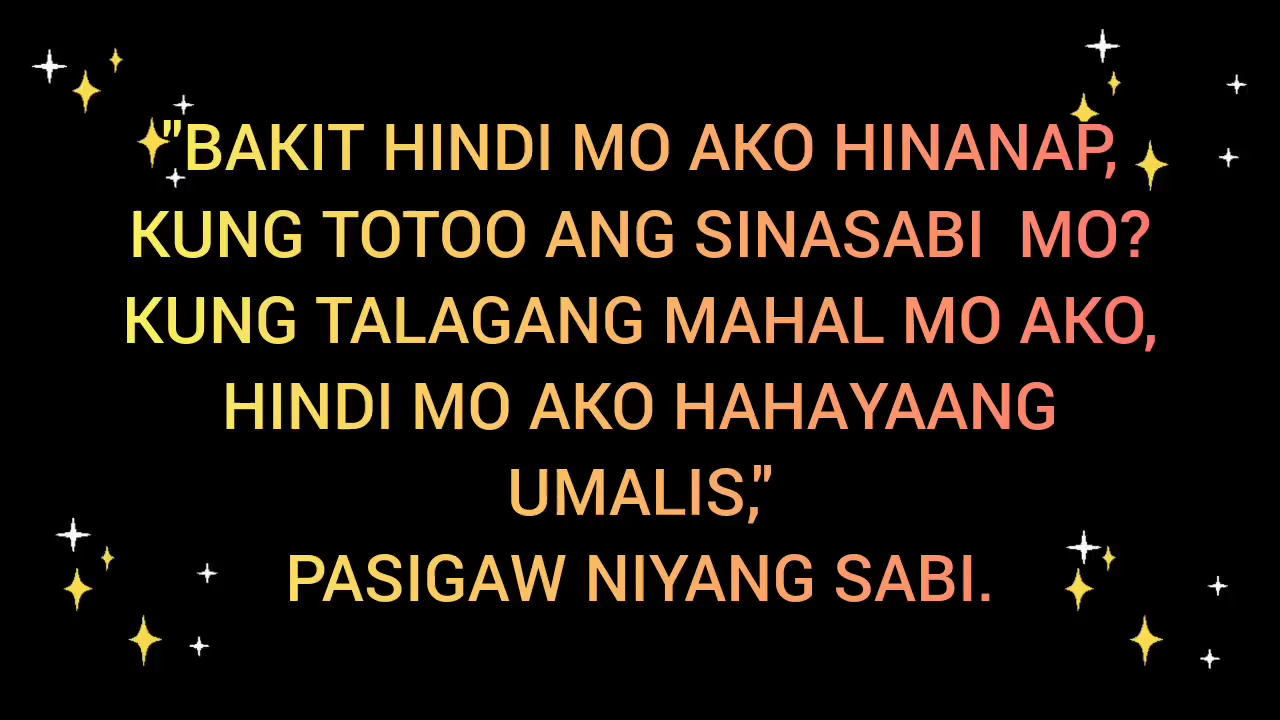 "BAKIT HINDI MO AKO HINANAP,
KUNG TOTOO ANG SINASABI  MO?
KUNG TALAGANG MAHAL MO AKO,
HINDI MO AKO HAHAYAANG
UMALIS,"
PASIGAW NIYANG SABI.